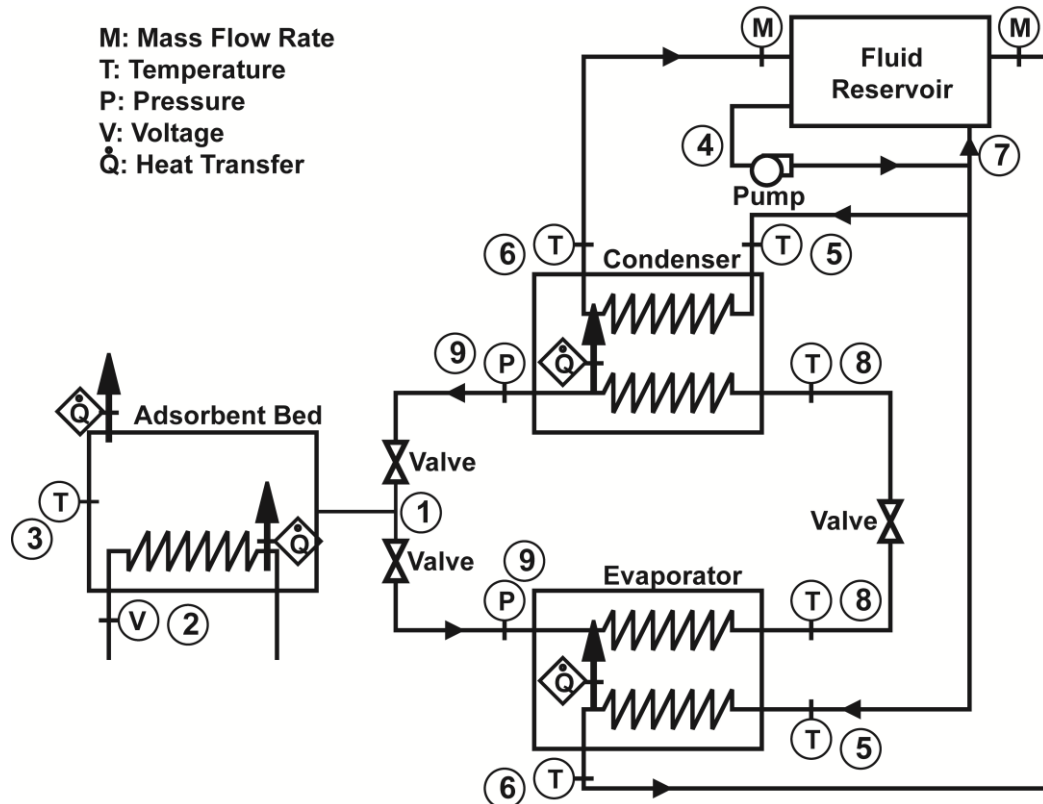 M: Mass Flow Rate
T: Temperature
P: Pressure
V: Voltage
Q̇: Heat Transfer
M
M
Fluid
Reservoir
4
7
Pump
6
T
T
5
Condenser
9
P
Q̇
T
8
Q̇
Adsorbent Bed
Valve
T
3
1
Valve
Q̇
Valve
9
Evaporator
V
2
P
T
8
Q̇
T
5
6
T